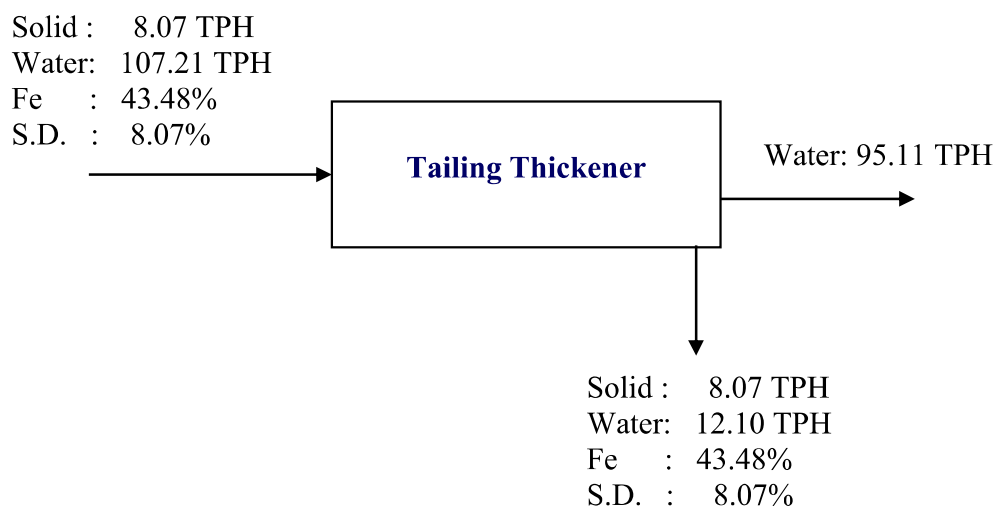 Solid : 8.07 TPH
Water: 107.21 TPH
Fe : 43.48%
S.D. : 8.07%
Tailing Thickener
Water: 95.11 TPH
Solid : 8.07 TPH
Water: 12.10 TPH
Fe : 43.48%
S.D. : 8.07%